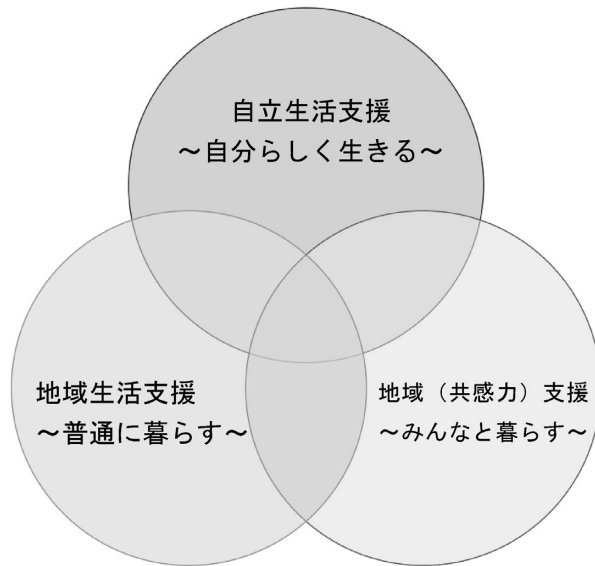 自立生活支援
～自分らしく生きる～
地域生活支援
～普通に暮らす～
地域（共感力）支援
～みんなと暮らす～